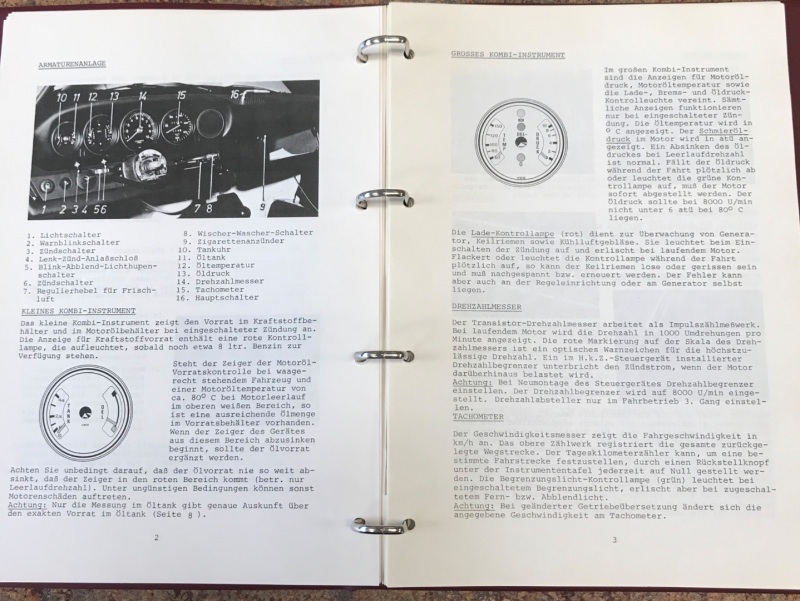 ARMATURENANLAGE
10 11 12 13 14 15 16
1 2 3 4 5 6 7 8 9
1. Lichtschalter
2. Warnblinkschalter
3. Zündschalter
4. Lenk-Zünd-Anlaßschloß
5. Blink-Abblend-Lichthupen-
schalter
6. Zündschalter
7. Regulierhebel für Frisch-
luft
8. Wischer-Wascher-Schalter
9. Zigarettenanzünder
10. Tankuhr
11. Öltank
12. Öltemperatur
13. Öldruck
14. Drehzahlmesser
15. Tachometer
16. Hauptschalter
KLEINES KOMBI-INSTRUMENT
Das kleine Kombi-Instrument zeigt den Vorrat im Kraftstoffbe-
hälter und im Motorölbehälter bei eingeschalteter Zündung an.
Die Anzeige für Kraftstoffvorrat enthält eine rote Kontroll-
lampe, die aufleuchtet, sobald noch etwa 8 ltr. Benzin zur
Verfügung stehen.
Steht der Zeiger der Motoröl-
Vorratskontrolle bei waage-
recht stehendem Fahrzeug und
einer Motoröltemperatur von
ca. 80° C bei Motorleerlauf
im oberen weißen Bereich, so
ist eine ausreichende Ölmenge
im Vorratsbehälter vorhanden.
Wenn der Zeiger des Gerätes
aus diesem Bereich abzusinken
beginnt, sollte der Ölvorrat
ergänzt werden.
Achten Sie unbedingt darauf, daß der Ölvorrat nie so weit ab-
sinkt, daß der Zeiger in den roten Bereich kommt (betr. nur
Leerlaufdrehzahl). Unter ungünstigen Bedingungen können sonst
Motorenschäden auftreten.
Achtung: Nur die Messung im Öltank gibt genaue Auskunft über
den exakten Vorrat im Öltank (Seite 8 ).
2
GROSSES KOMBI-INSTRUMENT
Im großen Kombi-Instrument
sind die Anzeigen für Motoröl-
druck, Motoröltemperatur sowie
die Lade-, Brems- und Öldruck-
Kontrolleuchte vereint. Sämt-
liche Anzeigen funktionieren
nur bei eingeschalteter Zün-
dung. Die Öltemperatur wird in
° C angezeigt. Der Schmieröl-
druck im Motor wird in atü an-
gezeigt. Ein Absinken des Öl-
druckes bei Leerlaufdrehzahl
ist normal. Fällt der Öldruck
während der Fahrt plötzlich ab
oder leuchtet die grüne Kon-
trollampe auf, muß der Motor
sofort abgestellt werden. Der
Öldruck sollte bei 8000 U/min
nicht unter 6 atü bei 80° C
liegen.
Die Lade-Kontrollampe (rot) dient zur Überwachung von Genera-
tor, Keilriemen sowie Kühlluftgebläse. Sie leuchtet beim Ein-
schalten der Zündung auf und erlischt bei laufendem Motor.
Flackert oder leuchtet die Kontrollampe während der Fahrt
plötzlich auf, so kann der Keilriemen lose oder gerissen sein
und muß nachgespannt bzw. erneuert werden. Der Fehler kann
aber auch an der Regeleinrichtung oder am Generator selbst
liegen.
DREHZAHLMESSER
Der Transistor-Drehzahlmesser arbeitet als Impulszählmeßwerk.
Bei laufendem Motor wird die Drehzahl in 1000 Umdrehungen pro
Minute angezeigt. Die rote Markierung auf der Skala des Dreh-
zahlmessers ist ein optisches Warnzeichen für die höchstzu-
lässige Drehzahl. Ein im H.k.Z.-Steuergerät installierter
Drehzahlbegrenzer unterbricht den Zündstrom, wenn der Motor
darüberhinaus belastet wird.
Achtung: Bei Neumontage des Steuergerätes Drehzahlbegrenzer
einstellen. Der Drehzahlbegrenzer wird auf 8000 U/min einge-
stellt. Drehzahlabsteller nur im Fahrbetrieb 3. Gang einstel-
len.
TACHOMETER
Der Geschwindigkeitsmesser zeigt die Fahrgeschwindigkeit in
km/h an. Das obere Zählwerk registriert die gesamte zurückge-
legte Wegstrecke. Der Tageskilometerzähler kann, um eine be-
stimmte Fahrstrecke festzustellen, durch einen Rückstellknopf
unter der Instrumententafel jederzeit auf Null gestellt wer-
den. Die Begrenzungslicht-Kontrollampe (grün) leuchtet bei
eingeschaltetem Begrenzungslicht, erlischt aber bei zugeschal-
tetem Fern- bzw. Abblendlicht.
Achtung: Bei geänderter Getriebeübersetzung ändert sich die
angegebene Geschwindigkeit am Tachometer.
3